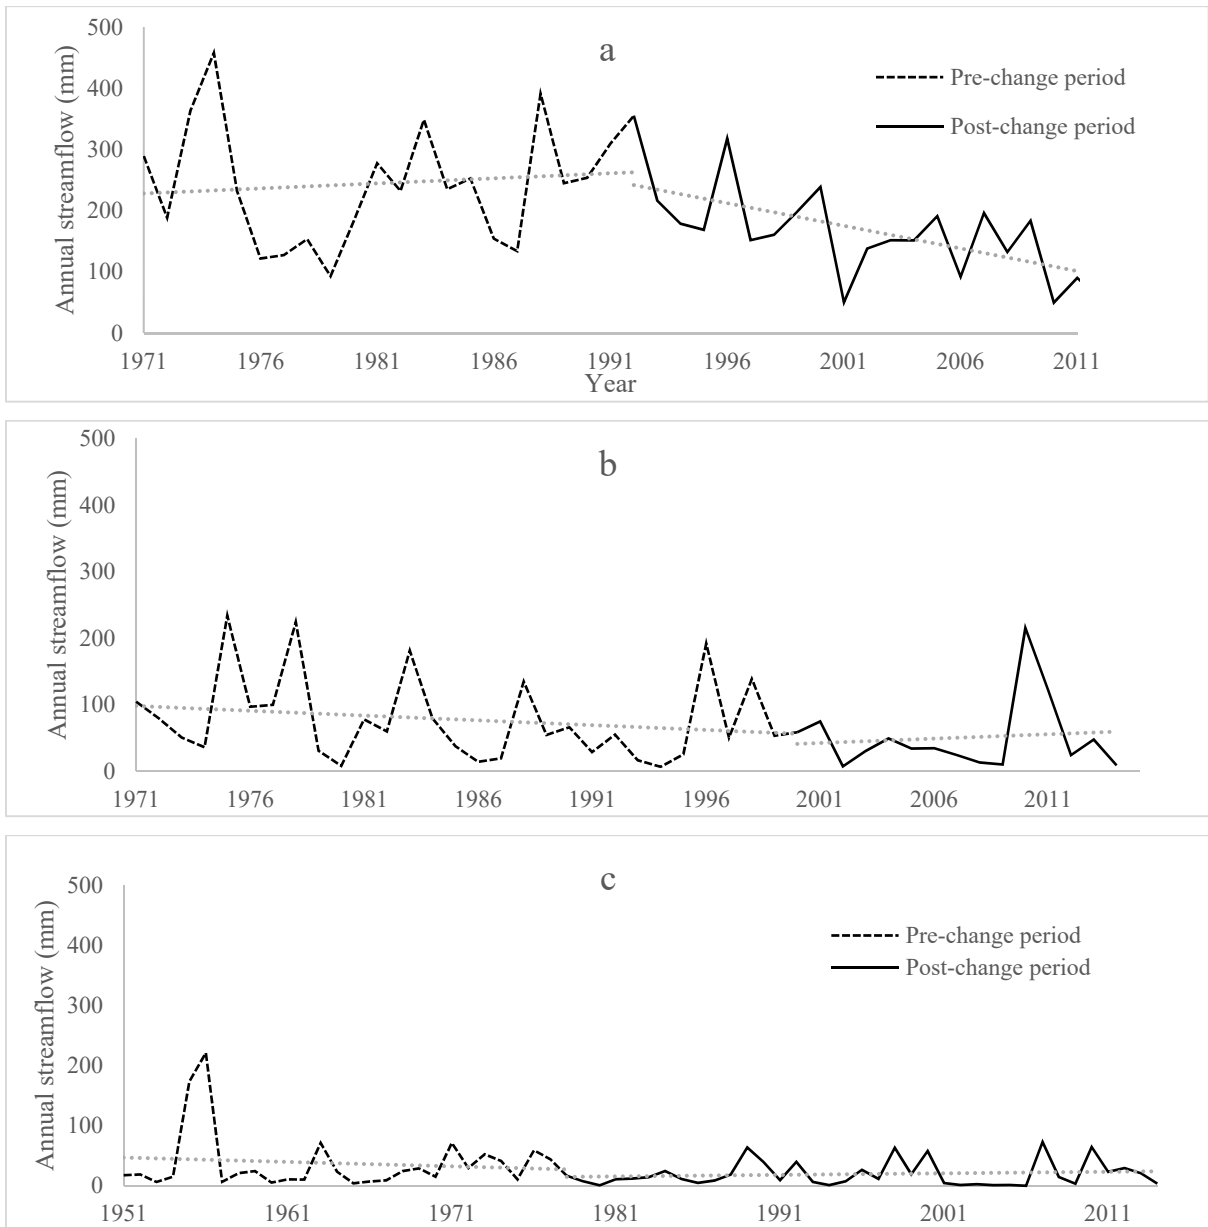 a
Annual streamflow (mm)
500
400
300
200
100
0
Pre-change period
Post-change period
1971 1976 1981 1986 1991 1996 2001 2006 2011
Year
b
Annual streamflow (mm)
500
400
300
200
100
0
1971 1976 1981 1986 1991 1996 2001 2006 2011
c
Annual streamflow (mm)
500
400
300
200
100
0
Pre-change period
Post-change period
1951 1961 1971 1981 1991 2001 2011